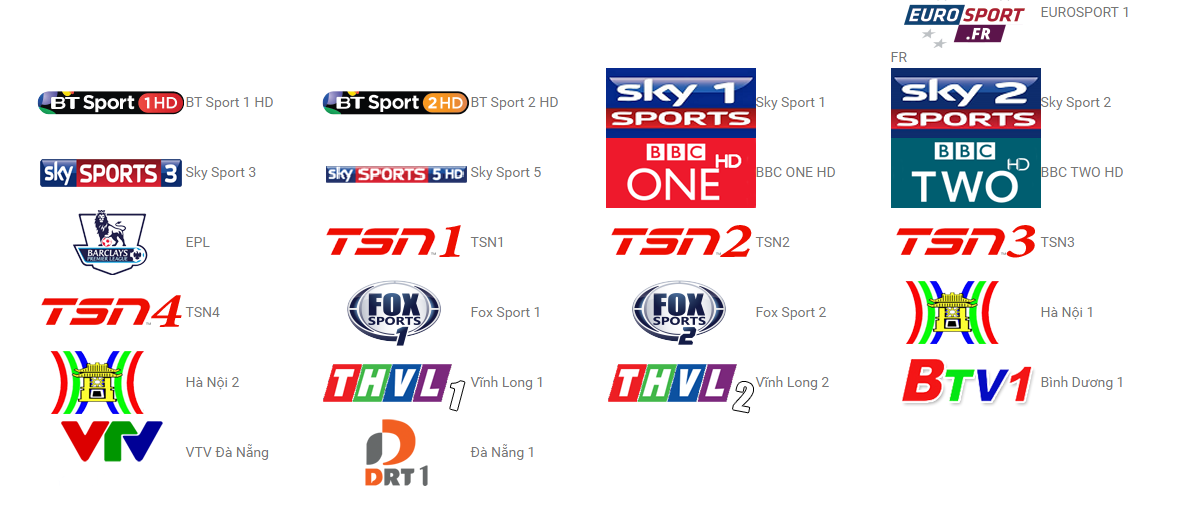 EUROSPORT
.FR
EUROSPORT 1
FR
BT Sport 1 HD
BT Sport 1 HD
BT Sport 2 HD
BT Sport 2 HD
sky 1
SPORTS
Sky Sport 1
sky 2
SPORTS
Sky Sport 2
sky SPORTS 3
Sky Sport 3
sky SPORTS 5 HD
Sky Sport 5
BBC HD
ONE
BBC ONE HD
BBC HD
TWO
BBC TWO HD
BARCLAYS
PREMIER LEAGUE
EPL
TSN1
TSN1
TSN2
TSN2
TSN3
TSN3
TSN4
TSN4
FOX
SPORTS
1
Fox Sport 1
FOX
SPORTS
2
Fox Sport 2
Hà Nội 1
Hà Nội 2
THVL1
Vĩnh Long 1
THVL2
Vĩnh Long 2
BTV1
Bình Dương 1
VTV
VTV Đà Nẵng
DRT1
Đà Nẵng 1